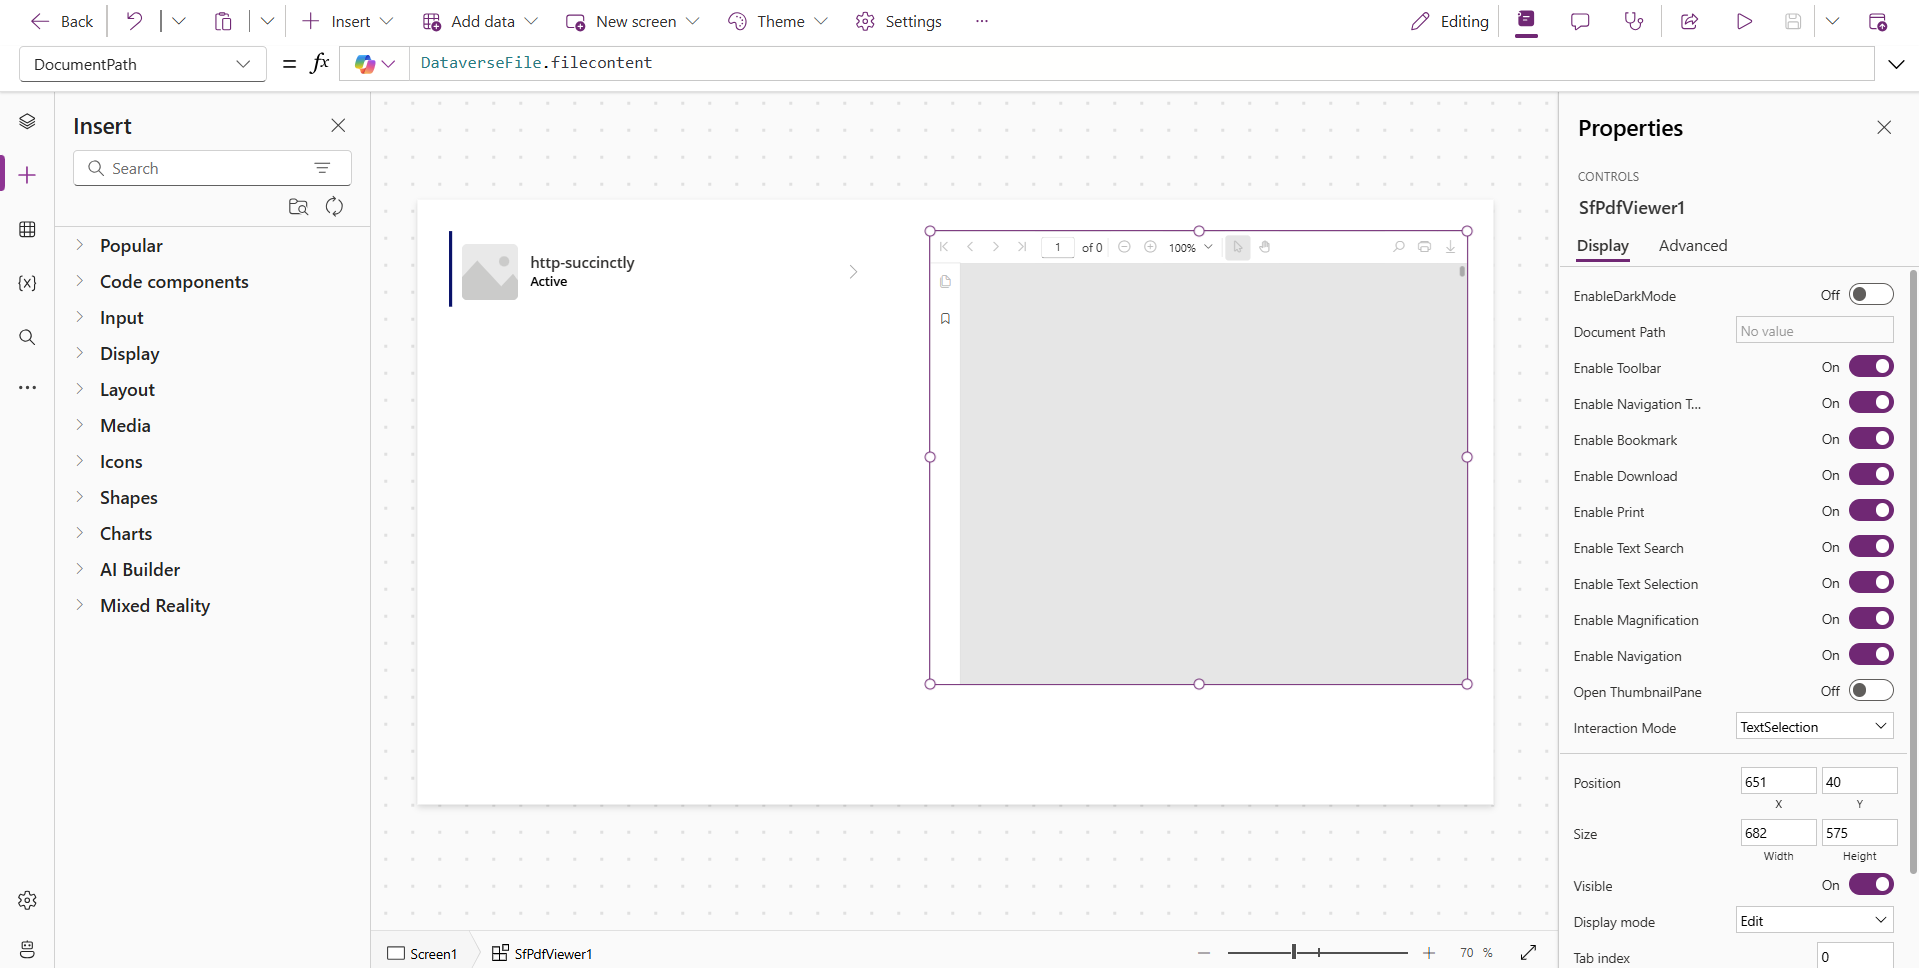 Back
Insert
Add data
New screen
Theme
Settings
Editing
DocumentPath
= fx
DataverseFile.filecontent
Insert
Search
Popular
Code components
Input
Display
Layout
Media
Icons
Shapes
Charts
AI Builder
Mixed Reality
http-succinctly
Active
1 of 0
100%
Properties
CONTROLS
SfPdfViewer1
Display Advanced
EnableDarkMode Off
Document Path No value
Enable Toolbar On
Enable Navigation T... On
Enable Bookmark On
Enable Download On
Enable Print On
Enable Text Search On
Enable Text Selection On
Enable Magnification On
Enable Navigation On
Open ThumbnailPane Off
Interaction Mode TextSelection
Position 651 40
X Y
Size 682 575
Width Height
Visible On
Display mode Edit
Tab index 0
Screen1
SfPdfViewer1
70 %